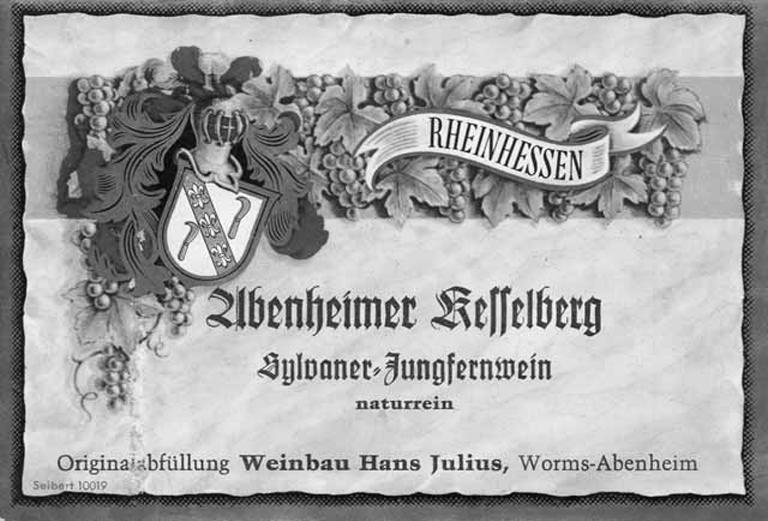 RHEINHESSEN
Abenheimer Kesselberg
Sylvaner-Jungfernwein
naturrein
Originalabfüllung Weinbau Hans Julius, Worms-Abenheim
Seibert 10019